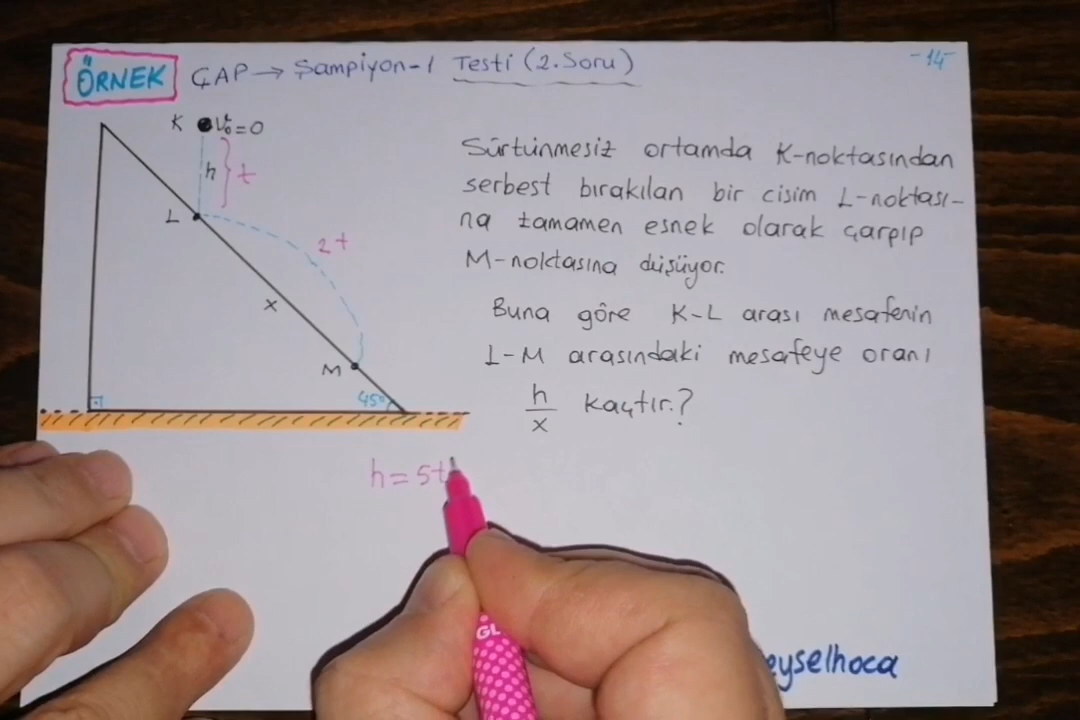 ÖRNEK ÇAP → Şampiyon-1 Testi (2.Soru)
-14-
K V₀=0
h t
L
2t
x
M
45°
Sürtünmesiz ortamda K-noktasından
serbest bırakılan bir cisim L-noktası-
na tamamen esnek olarak çarpıp
M-noktasına düşüyor.
Buna göre K-L arası mesafenin
L-M arasındaki mesafeye oranı
h/x kaçtır.?
h=5t
GL
eyselhoca